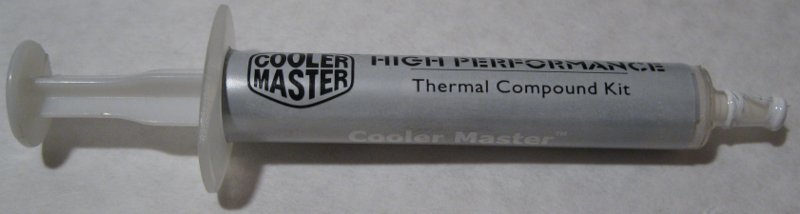 COOLER
MASTER
HIGH PERFORMANCE
Thermal Compound Kit
Cooler Master™